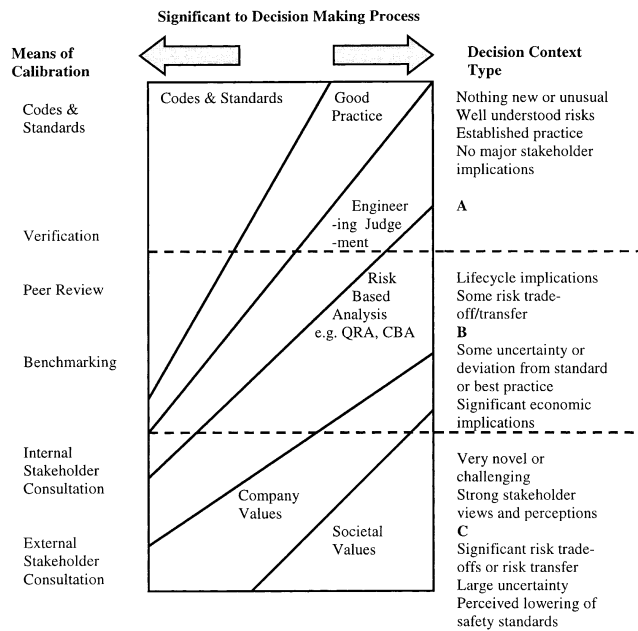 Significant to Decision Making Process
Means of
Calibration
Decision Context
Type
Codes &
Standards
Verification
Peer Review
Benchmarking
Internal
Stakeholder
Consultation
External
Stakeholder
Consultation
Codes & Standards
Good
Practice
Engineer
-ing Judge
-ment
Risk
Based
Analysis
e.g. QRA, CBA
Company
Values
Societal
Values
Nothing new or unusual
Well understood risks
Established practice
No major stakeholder
implications
A
Lifecycle implications
Some risk trade-
off/transfer
B
Some uncertainty or
deviation from standard
or best practice
Significant economic
implications
Very novel or
challenging
Strong stakeholder
views and perceptions
C
Significant risk trade-
offs or risk transfer
Large uncertainty
Perceived lowering of
safety standards